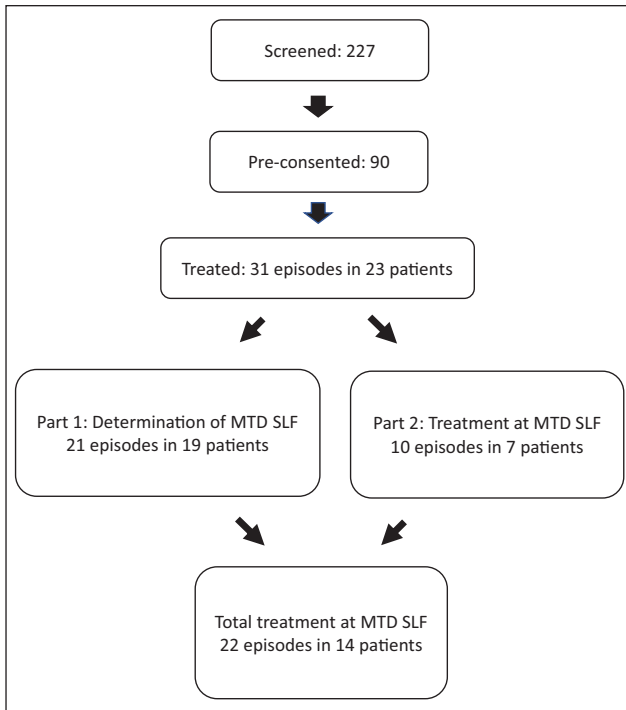 Screened: 227
Pre-consented: 90
Treated: 31 episodes in 23 patients
Part 1: Determination of MTD SLF
21 episodes in 19 patients
Part 2: Treatment at MTD SLF
10 episodes in 7 patients
Total treatment at MTD SLF
22 episodes in 14 patients